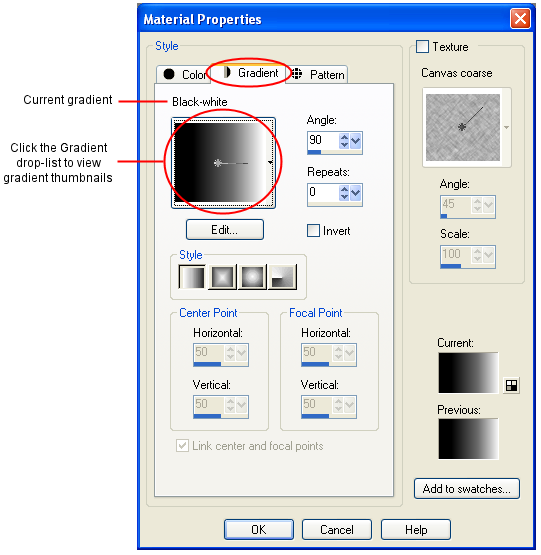 Material Properties
Style
Color
Gradient
Pattern
Current gradient
Black-white
Click the Gradient
drop-list to view
gradient thumbnails
Angle:
90
Repeats:
0
Edit...
Invert
Style
Center Point
Horizontal:
50
Vertical:
50
Focal Point
Horizontal:
50
Vertical:
50
Link center and focal points
Texture
Canvas coarse
Angle:
45
Scale:
100
Current:
Previous:
Add to swatches...
OK
Cancel
Help